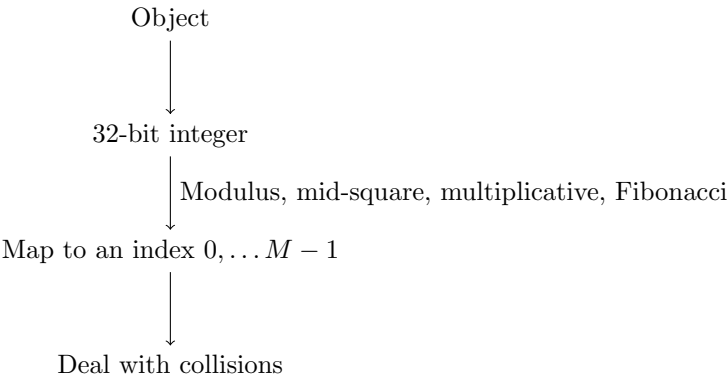 Object
32-bit integer
Modulus, mid-square, multiplicative, Fibonacci
Map to an index 0, . . . M − 1
Deal with collisions